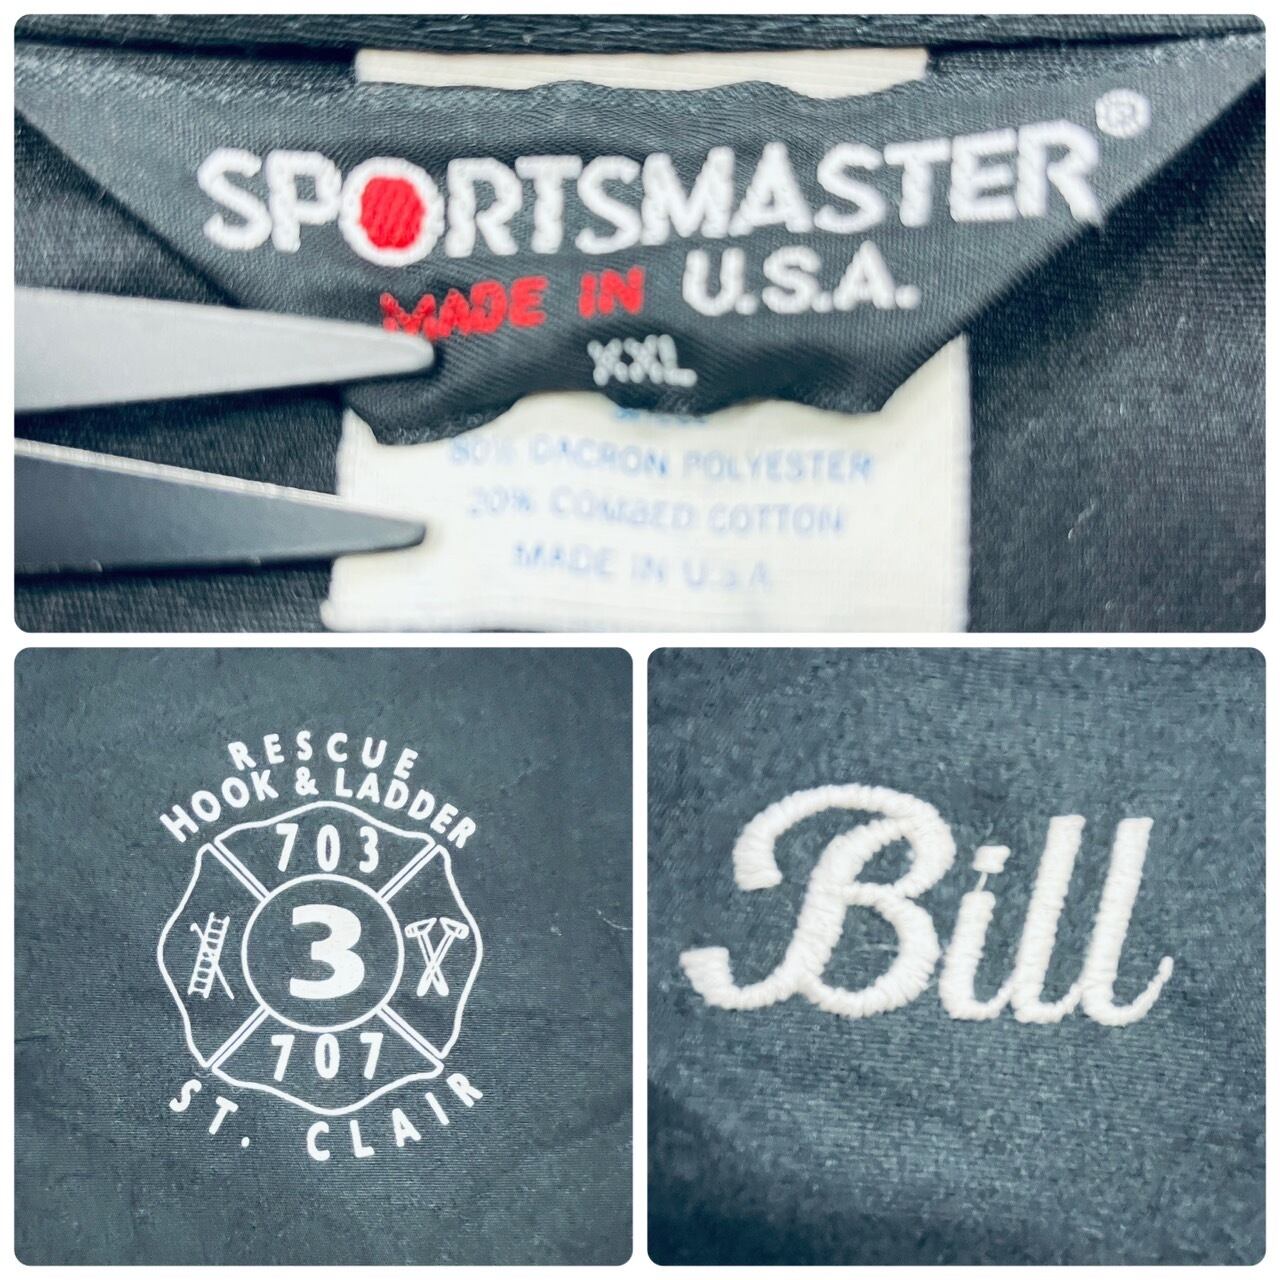 SPORTSMASTER®
MADE IN U.S.A.
XXL
80% DACRON POLYESTER
20% COMBED COTTON
MADE IN U.S.A
RESCUE
HOOK & LADDER
703
3
707
ST. CLAIR
Bill